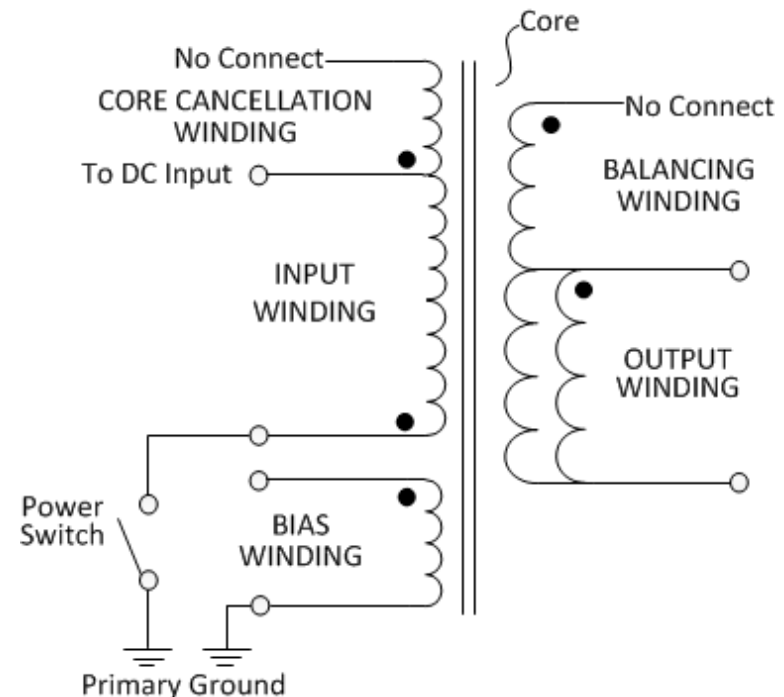 Core
No Connect
CORE CANCELLATION
WINDING
No Connect
To DC Input
BALANCING
WINDING
INPUT
WINDING
OUTPUT
WINDING
Power
Switch
BIAS
WINDING
Primary Ground